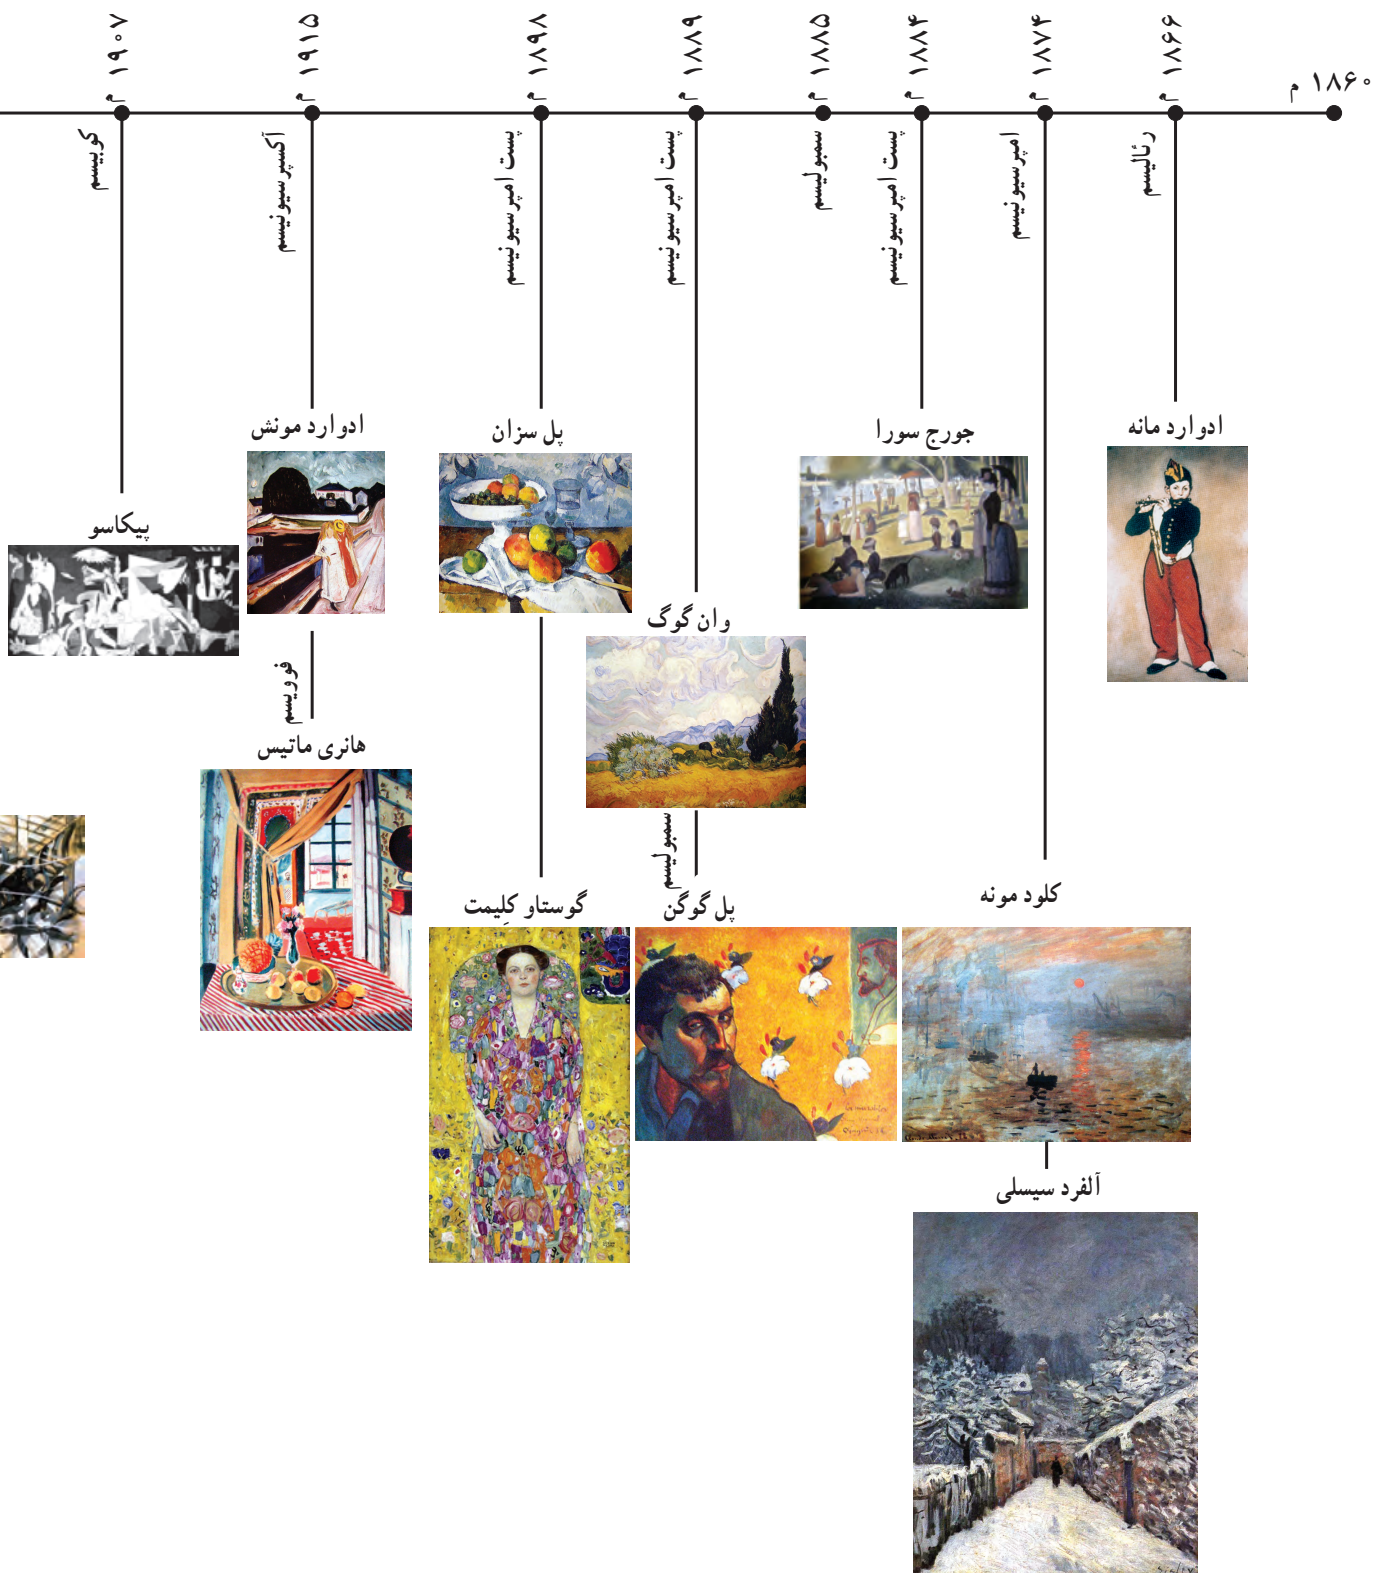 ۱۸۶۰ م
۱۸۶۶ م
۱۸۷۴ م
۱۸۸۴ م
۱۸۸۵ م
۱۸۸۹ م
۱۸۹۸ م
۱۹۱۵ م
۱۹۰۷ م
رئالیسم
امپرسیونیسم
پست امپرسیونیسم
سمبولیسم
پست امپرسیونیسم
پست امپرسیونیسم
آکسپرسیونیسم
کوبیسم
ادوارد مانه
جورج سورا
پل سزان
ادوارد مونش
پیکاسو
وان گوگ
فوویسم
هانری ماتیس
سمبولیسم
کلود مونه
پل گوگن
گوستاو کلِیمت
آلفرد سیسلی